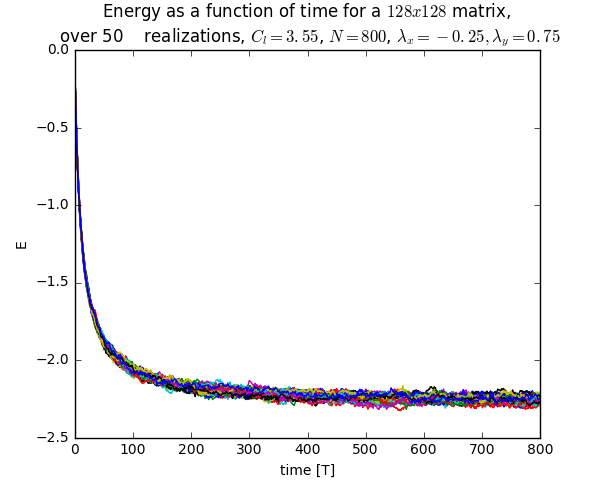 Energy as a function of time for a 128x128 matrix,
over 50 realizations, C_l = 3.55, N = 800, λ_x = −0.25, λ_y = 0.75
0.0
−0.5
−1.0
−1.5
−2.0
−2.5
E
0 100 200 300 400 500 600 700 800
time [T]